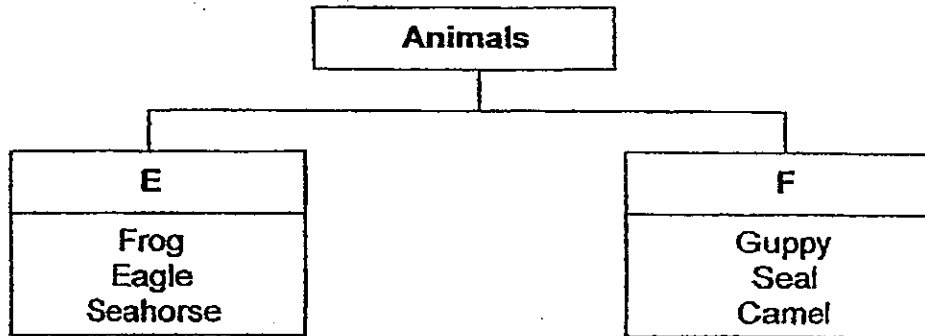 Animals
E
Frog
Eagle
Seahorse
F
Guppy
Seal
Camel